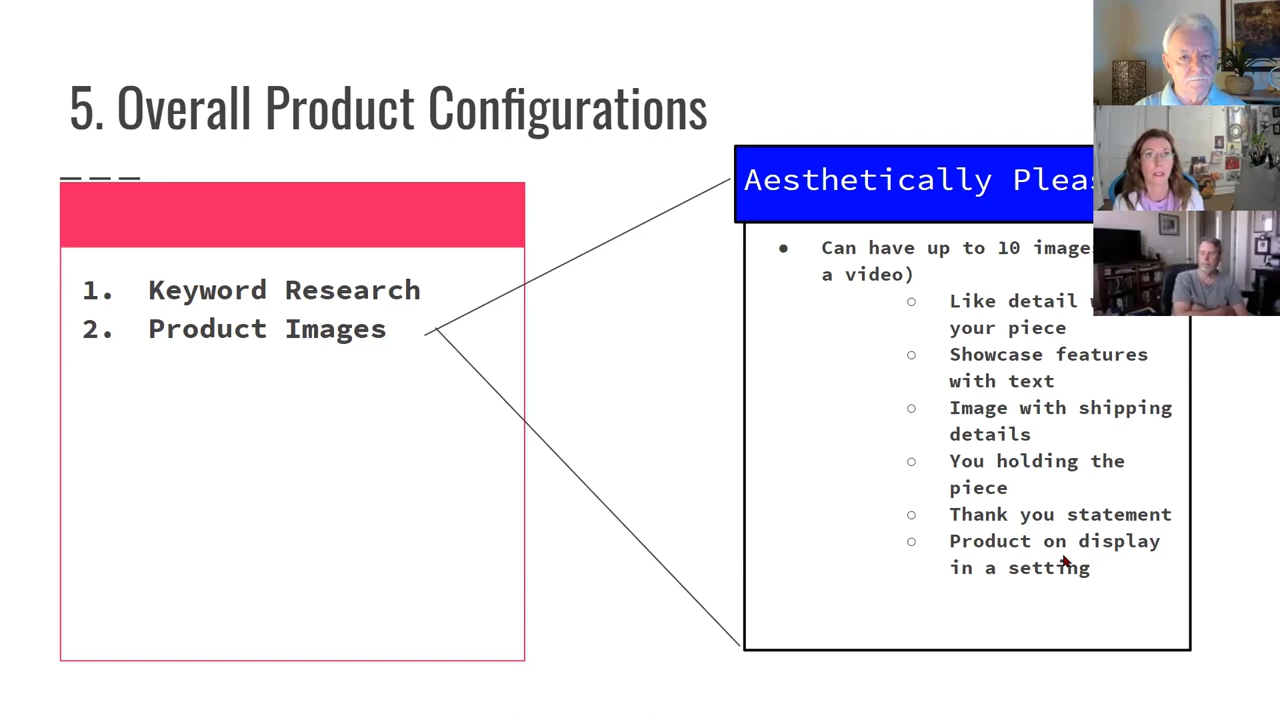 5. Overall Product Configurations
1. Keyword Research
2. Product Images
Aesthetically
● Can have up to 10
a video)
○ Like detail
your piece
○ Showcase features
with text
○ Image with shipping
details
○ You holding the
piece
○ Thank you statement
○ Product on display
in a setting